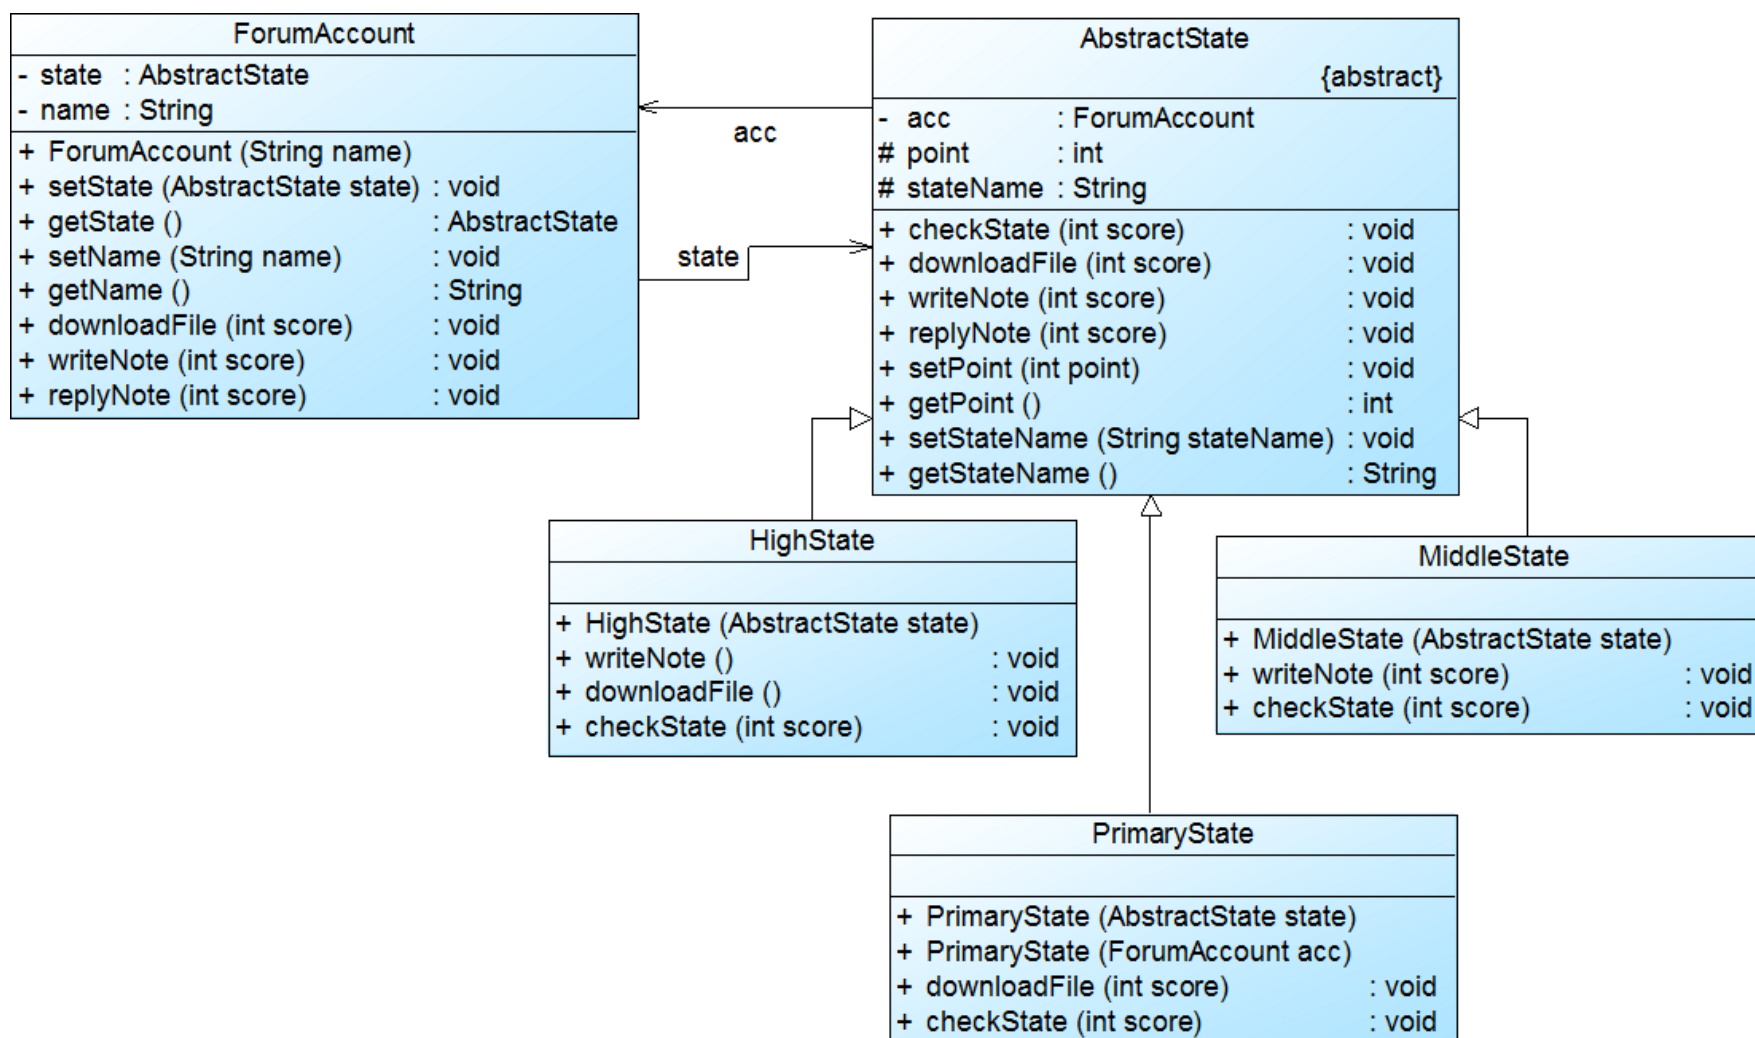 ForumAccount
- state : AbstractState
- name : String
+ ForumAccount (String name)
+ setState (AbstractState state) : void
+ getState () : AbstractState
+ setName (String name) : void
+ getName () : String
+ downloadFile (int score) : void
+ writeNote (int score) : void
+ replyNote (int score) : void
acc
state
AbstractState
{abstract}
- acc : ForumAccount
# point : int
# stateName : String
+ checkState (int score) : void
+ downloadFile (int score) : void
+ writeNote (int score) : void
+ replyNote (int score) : void
+ setPoint (int point) : void
+ getPoint () : int
+ setStateName (String stateName) : void
+ getStateName () : String
HighState
+ HighState (AbstractState state)
+ writeNote () : void
+ downloadFile () : void
+ checkState (int score) : void
MiddleState
+ MiddleState (AbstractState state)
+ writeNote (int score) : void
+ checkState (int score) : void
PrimaryState
+ PrimaryState (AbstractState state)
+ PrimaryState (ForumAccount acc)
+ downloadFile (int score) : void
+ checkState (int score) : void